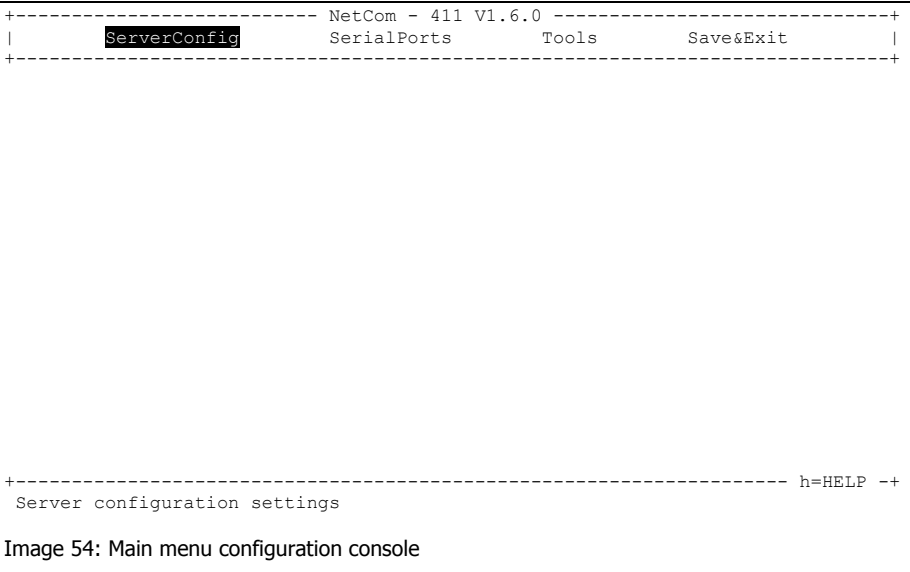 +--------------------------- NetCom - 411 V1.6.0 ------------------------------+
|        ServerConfig        SerialPorts        Tools        Save&Exit         |
+------------------------------------------------------------------------------+
+--------------------------------------------------------------------- h=HELP -+
Server configuration settings
Image 54: Main menu configuration console